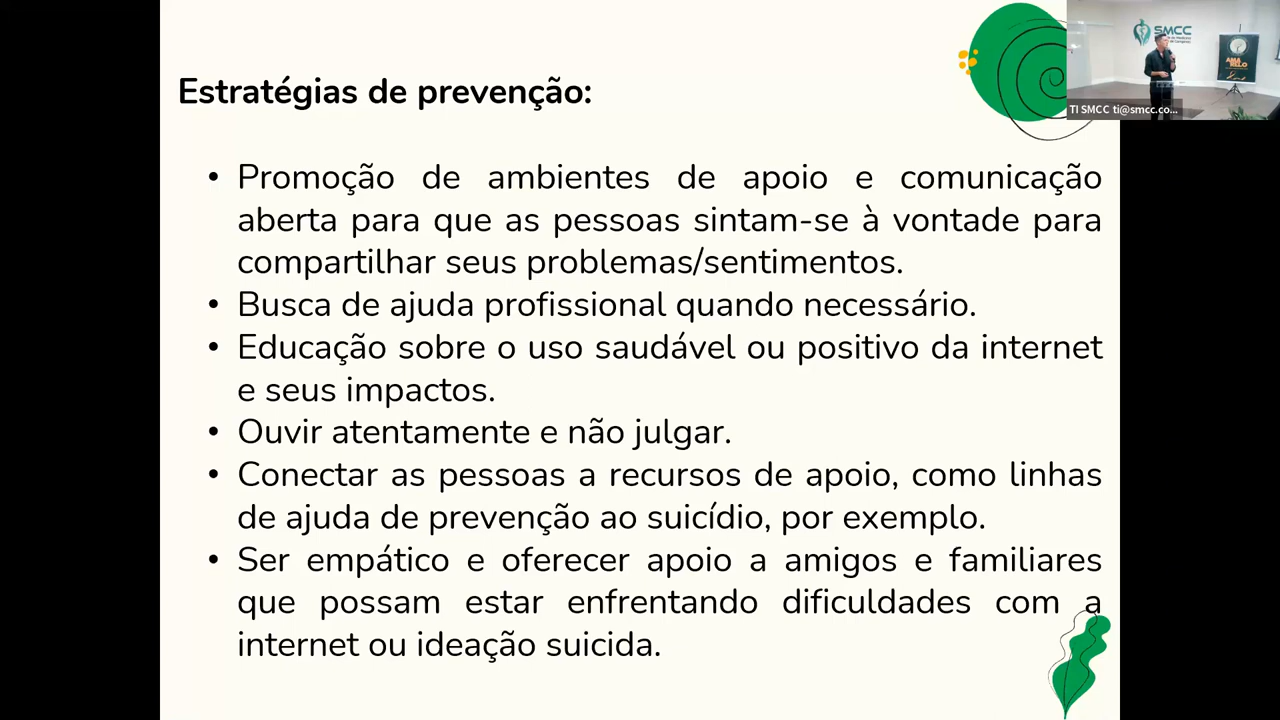 Estratégias de prevenção:
• Promoção de ambientes de apoio e comunicação
aberta para que as pessoas sintam-se à vontade para
compartilhar seus problemas/sentimentos.
• Busca de ajuda profissional quando necessário.
• Educação sobre o uso saudável ou positivo da internet
e seus impactos.
• Ouvir atentamente e não julgar.
• Conectar as pessoas a recursos de apoio, como linhas
de ajuda de prevenção ao suicídio, por exemplo.
• Ser empático e oferecer apoio a amigos e familiares
que possam estar enfrentando dificuldades com a
internet ou ideação suicida.
SMCC
TI SMCC ti@smcc.co...